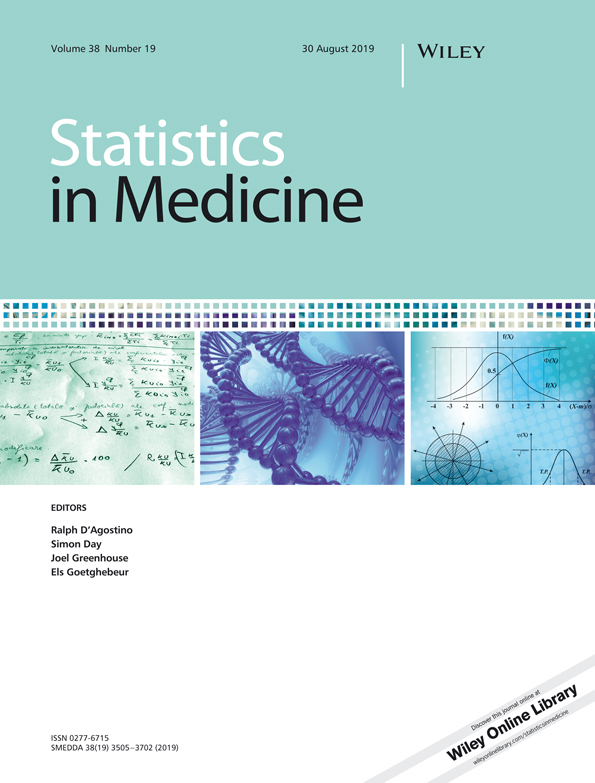 Volume 38 Number 19
30 August 2019
WILEY
Statistics
in Medicine
f(X)
Φ(X)
0.5
f(X)
-4 -3 -2 -1 0 1 2 3 4
EDITORS
Ralph D'Agostino
Simon Day
Joel Greenhouse
Els Goetghebeur
ISSN 0277-6715
SMEDDA 38(19) 3505–3702 (2019)
Discover this journal online at
Wiley Online Library
wileyonlinelibrary.com/statisticsinmedicine